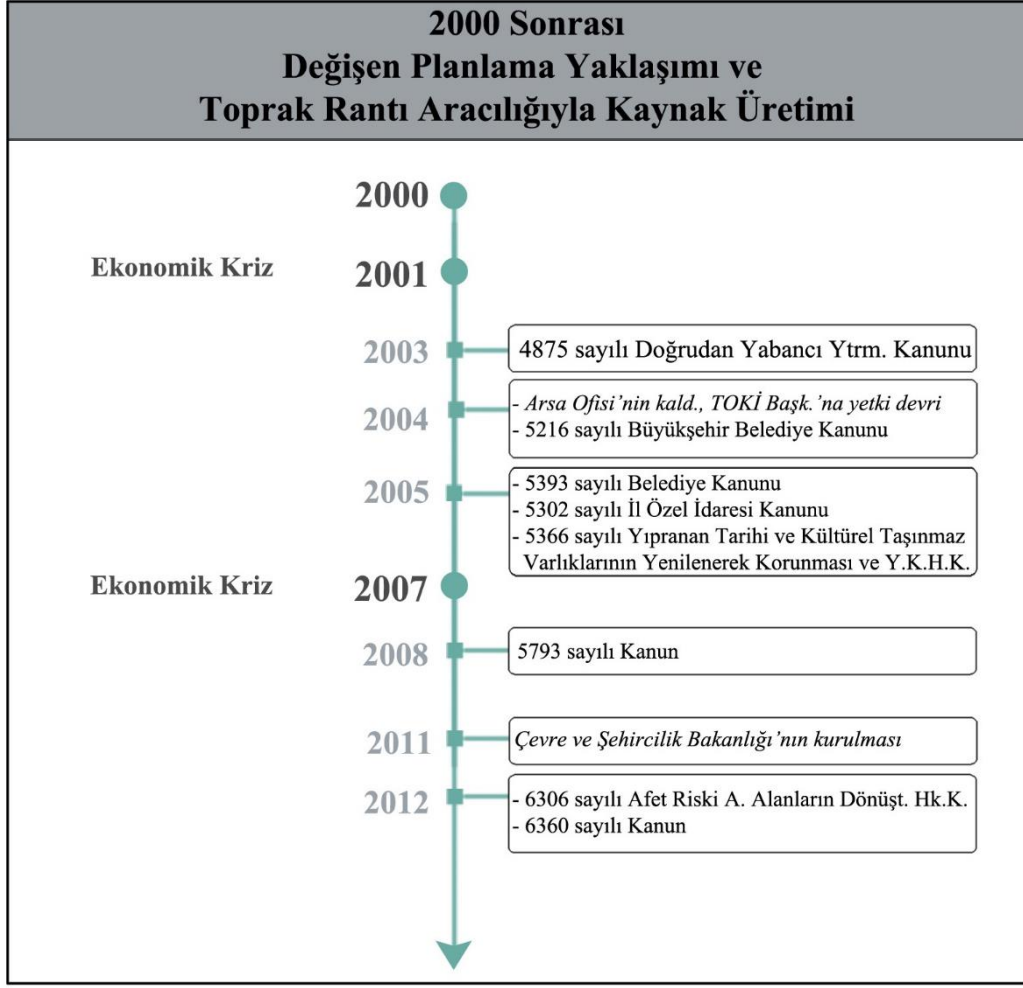 2000 Sonrası
Değişen Planlama Yaklaşımı ve
Toprak Rantı Aracılığıyla Kaynak Üretimi
2000
Ekonomik Kriz
2001
2003
4875 sayılı Doğrudan Yabancı Ytrm. Kanunu
2004
- Arsa Ofisi’nin kald., TOKİ Başk.’na yetki devri
- 5216 sayılı Büyükşehir Belediye Kanunu
2005
- 5393 sayılı Belediye Kanunu
- 5302 sayılı İl Özel İdaresi Kanunu
- 5366 sayılı Yıpranan Tarihi ve Kültürel Taşınmaz
Varlıklarının Yenilenerek Korunması ve Y.K.H.K.
Ekonomik Kriz
2007
2008
5793 sayılı Kanun
2011
Çevre ve Şehircilik Bakanlığı’nın kurulması
2012
- 6306 sayılı Afet Riski A. Alanların Dönüşt. Hk.K.
- 6360 sayılı Kanun